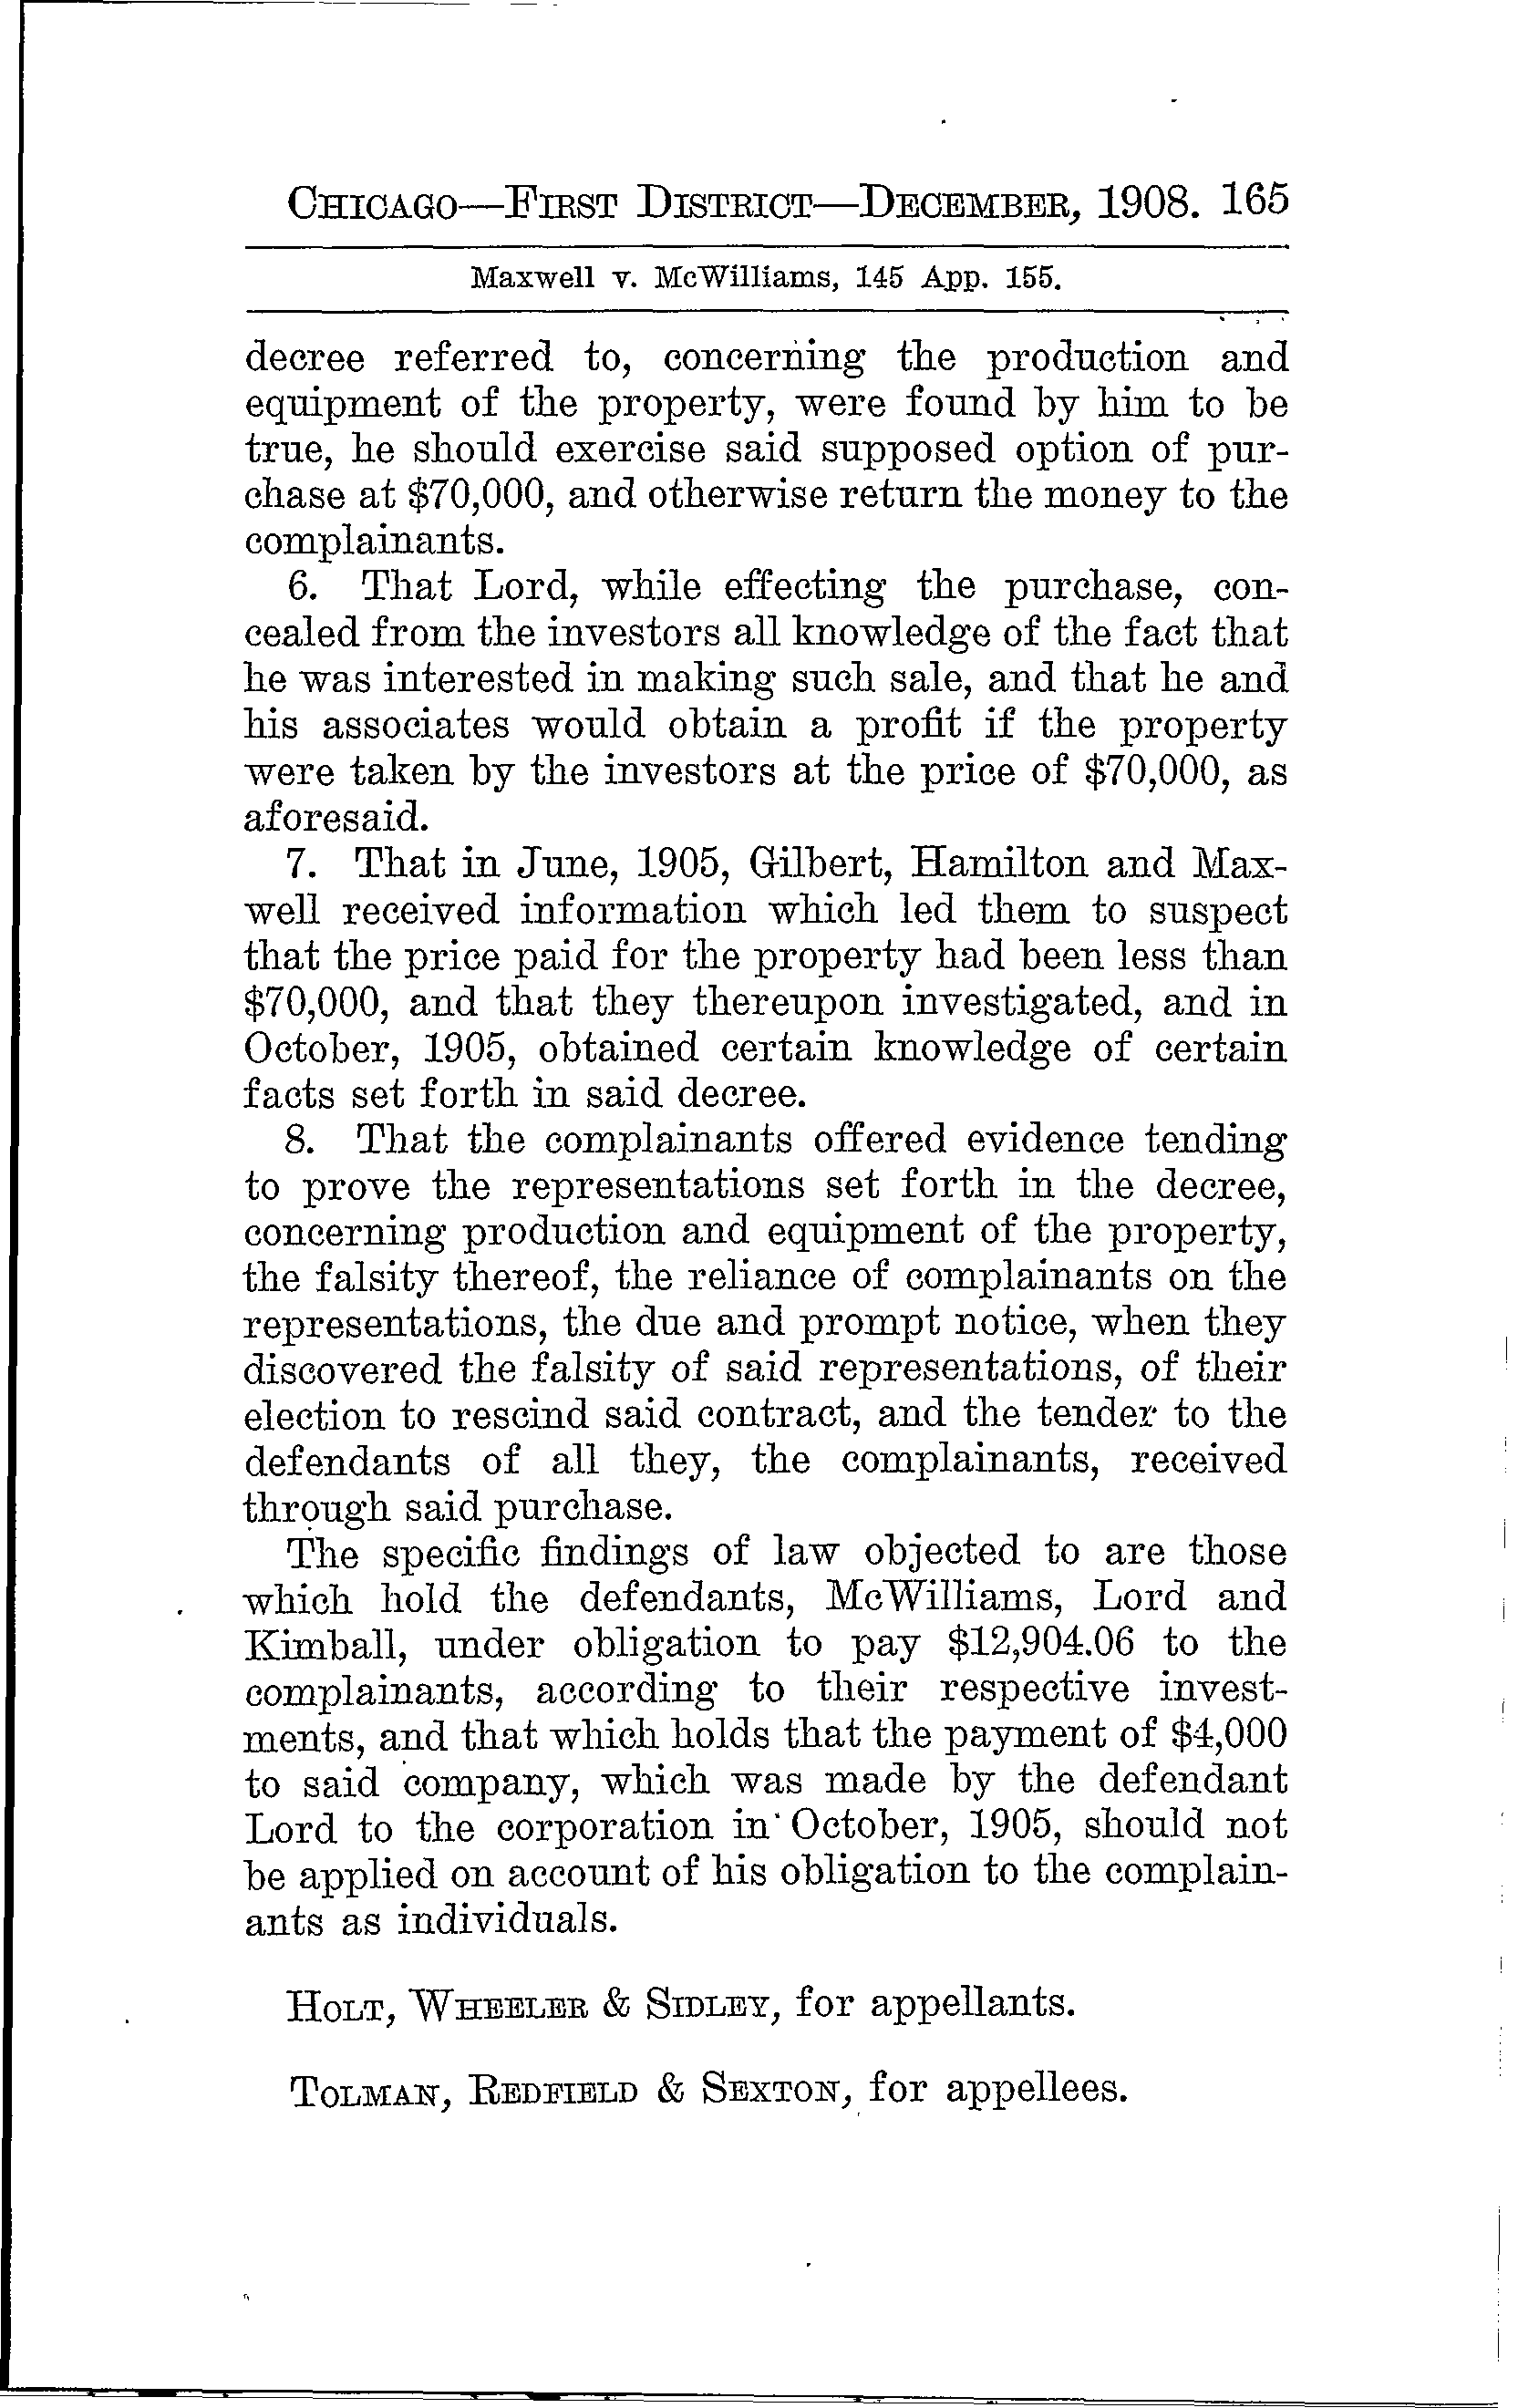 CHICAGO—FIRST DISTRICT—DECEMBER, 1908. 165
Maxwell v. McWilliams, 145 App. 155.
decree referred to, concerning the production and
equipment of the property, were found by him to be
true, he should exercise said supposed option of pur-
chase at $70,000, and otherwise return the money to the
complainants.
6. That Lord, while effecting the purchase, con-
cealed from the investors all knowledge of the fact that
he was interested in making such sale, and that he and
his associates would obtain a profit if the property
were taken by the investors at the price of $70,000, as
aforesaid.
7. That in June, 1905, Gilbert, Hamilton and Max-
well received information which led them to suspect
that the price paid for the property had been less than
$70,000, and that they thereupon investigated, and in
October, 1905, obtained certain knowledge of certain
facts set forth in said decree.
8. That the complainants offered evidence tending
to prove the representations set forth in the decree,
concerning production and equipment of the property,
the falsity thereof, the reliance of complainants on the
representations, the due and prompt notice, when they
discovered the falsity of said representations, of their
election to rescind said contract, and the tender to the
defendants of all they, the complainants, received
through said purchase.
The specific findings of law objected to are those
which hold the defendants, McWilliams, Lord and
Kimball, under obligation to pay $12,904.06 to the
complainants, according to their respective invest-
ments, and that which holds that the payment of $4,000
to said company, which was made by the defendant
Lord to the corporation in October, 1905, should not
be applied on account of his obligation to the complain-
ants as individuals.
HOLT, WHEELER & SIDLEY, for appellants.
TOLMAN, REDFIELD & SEXTON, for appellees.